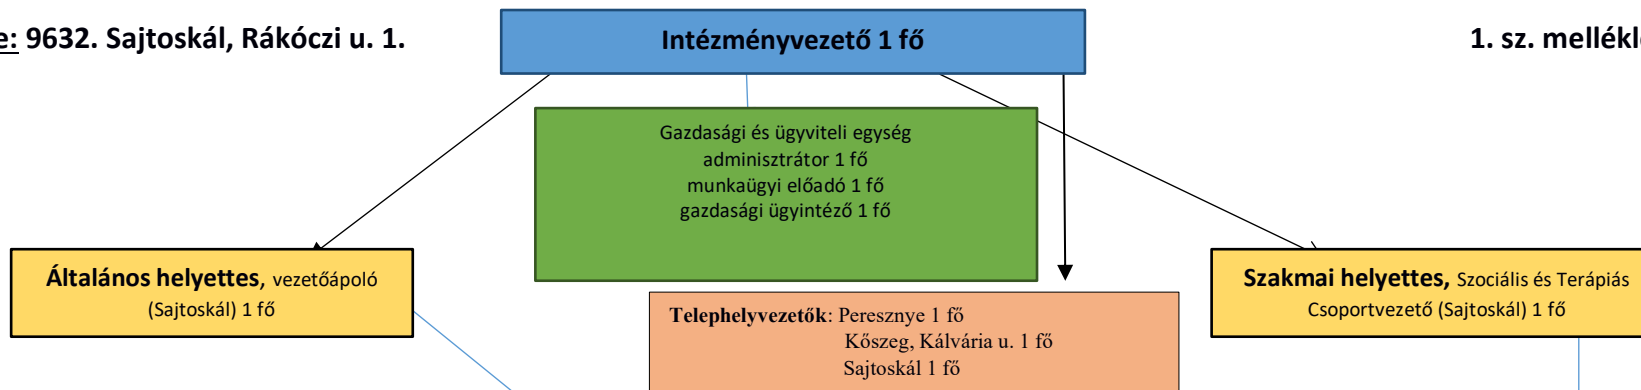 e: 9632. Sajtoskál, Rákóczi u. 1.
Intézményvezető 1 fő
1. sz. mellékl
Gazdasági és ügyviteli egység
adminisztrátor 1 fő
munkaügyi előadó 1 fő
gazdasági ügyintéző 1 fő
Általános helyettes, vezetőápoló
(Sajtoskál) 1 fő
Szakmai helyettes, Szociális és Terápiás
Csoportvezető (Sajtoskál) 1 fő
Telephelyvezetők: Peresznye 1 fő
Kőszeg, Kálvária u. 1 fő
Sajtoskál 1 fő